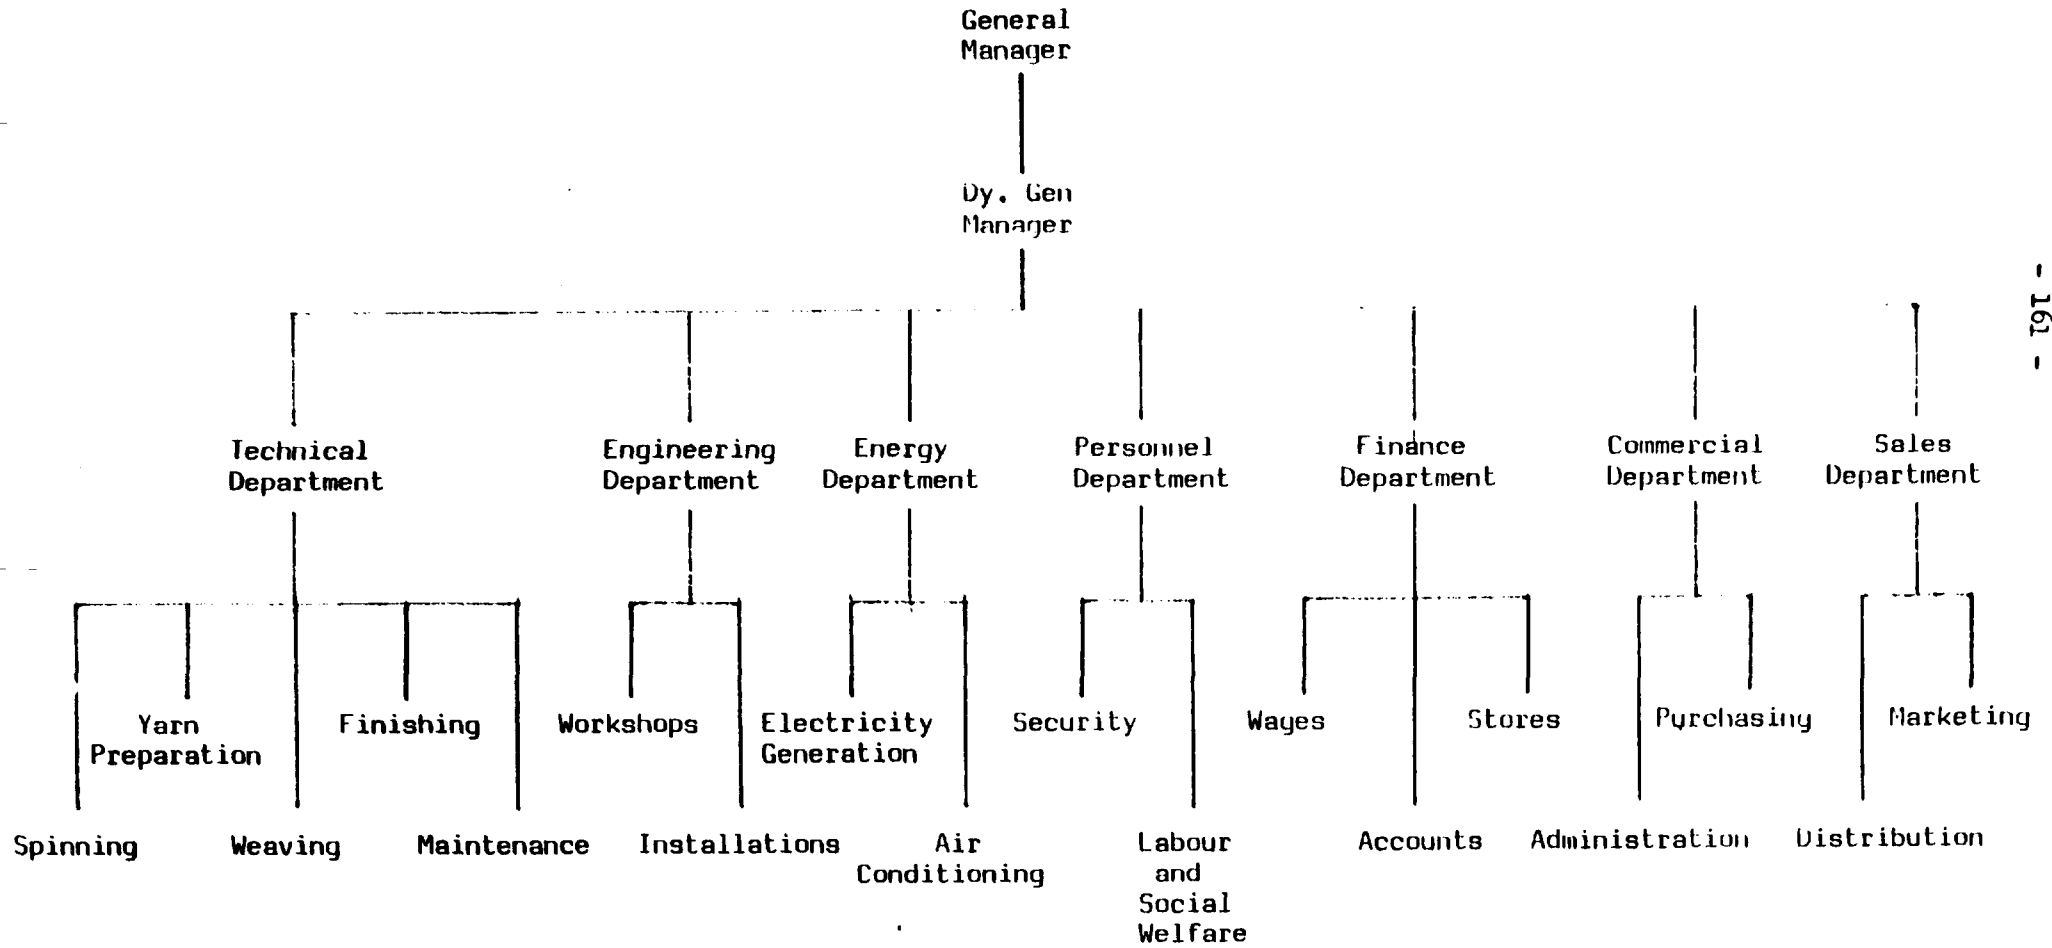 General
Manager
Dy. Gen
Manager
- 161 -
Technical
Department
Engineering
Department
Energy
Department
Personnel
Department
Finance
Department
Commercial
Department
Sales
Department
Yarn
Preparation
Finishing
Workshops
Electricity
Generation
Security
Wages
Stores
Purchasing
Marketing
Spinning
Weaving
Maintenance
Installations
Air
Conditioning
Labour
and
Social
Welfare
Accounts
Administration
Distribution